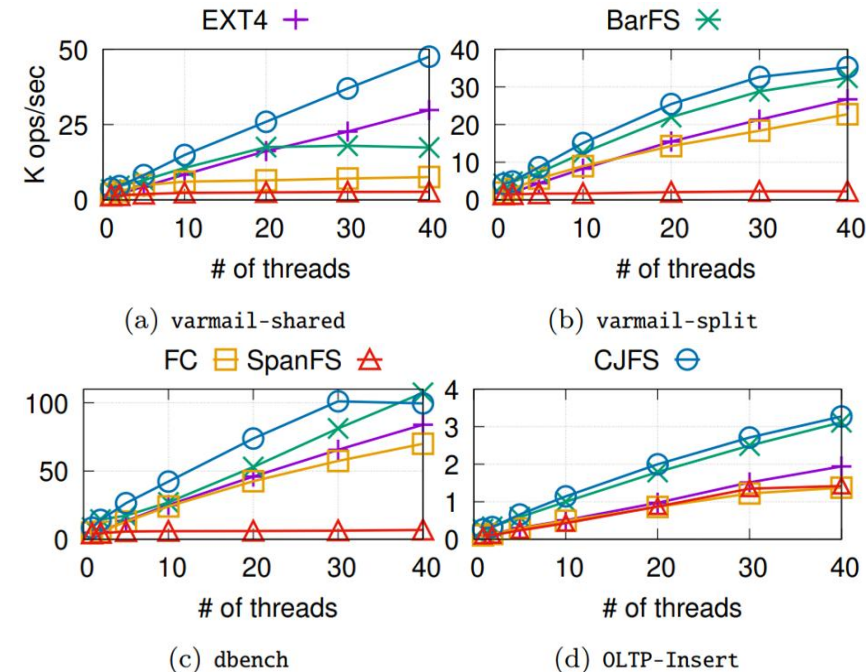 EXT4 BarFS
50
25
0
K ops/sec
0 10 20 30 40
# of threads
(a) varmail-shared
40
30
20
10
0
0 10 20 30 40
# of threads
(b) varmail-split
FC SpanFS CJFS
100
50
0
0 10 20 30 40
# of threads
(c) dbench
4
3
2
1
0
0 10 20 30 40
# of threads
(d) OLTP-Insert